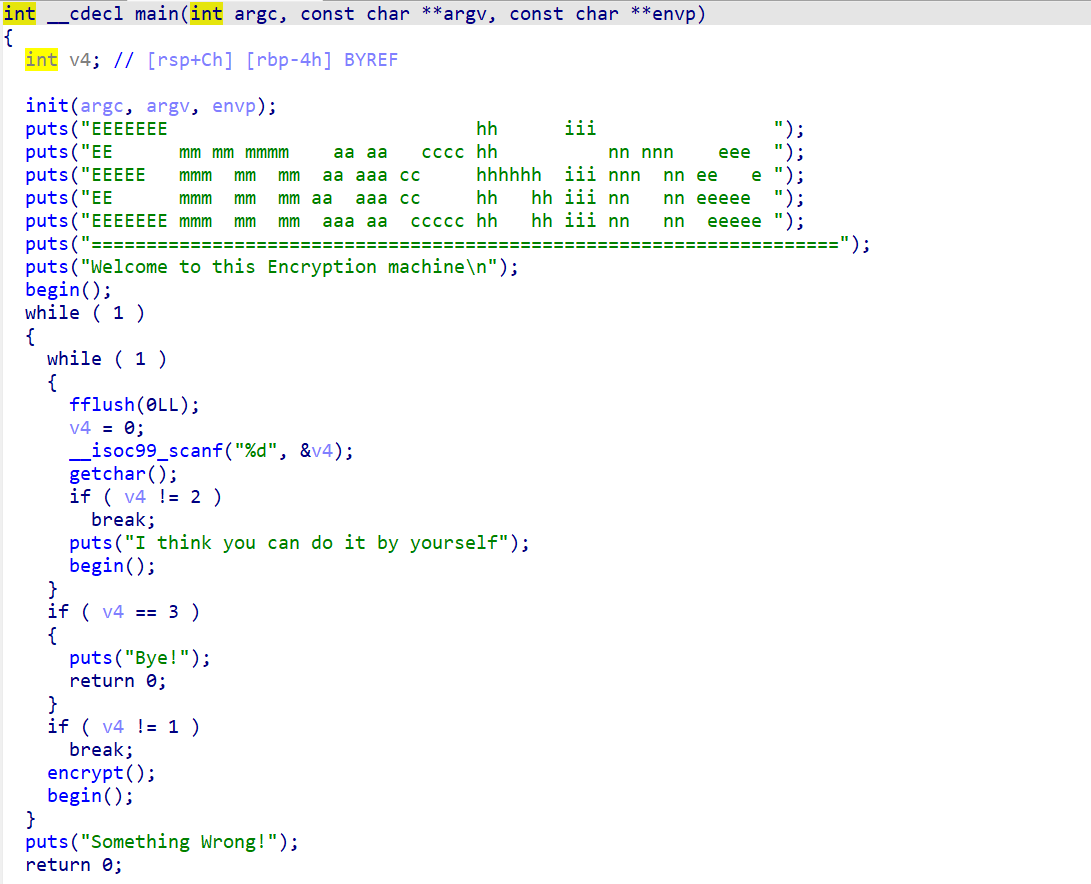 int __cdecl main(int argc, const char **argv, const char **envp)
{
  int v4; // [rsp+Ch] [rbp-4h] BYREF

  init(argc, argv, envp);
  puts("EEEEEEE                            hh      iii                ");
  puts("EE      mm mm mmmm    aa aa   cccc hh          nn nnn    eee  ");
  puts("EEEEE   mmm  mm  mm  aa aaa cc     hhhhhh  iii nnn  nn ee   e ");
  puts("EE      mmm  mm  mm aa  aaa cc     hh   hh iii nn   nn eeeee  ");
  puts("EEEEEEE mmm  mm  mm  aaa aa  ccccc hh   hh iii nn   nn  eeeee ");
  puts("====================================================================");
  puts("Welcome to this Encryption machine\n");
  begin();
  while ( 1 )
  {
    while ( 1 )
    {
      fflush(0LL);
      v4 = 0;
      __isoc99_scanf("%d", &v4);
      getchar();
      if ( v4 != 2 )
        break;
      puts("I think you can do it by yourself");
      begin();
    }
    if ( v4 == 3 )
    {
      puts("Bye!");
      return 0;
    }
    if ( v4 != 1 )
      break;
    encrypt();
    begin();
  }
  puts("Something Wrong!");
  return 0;